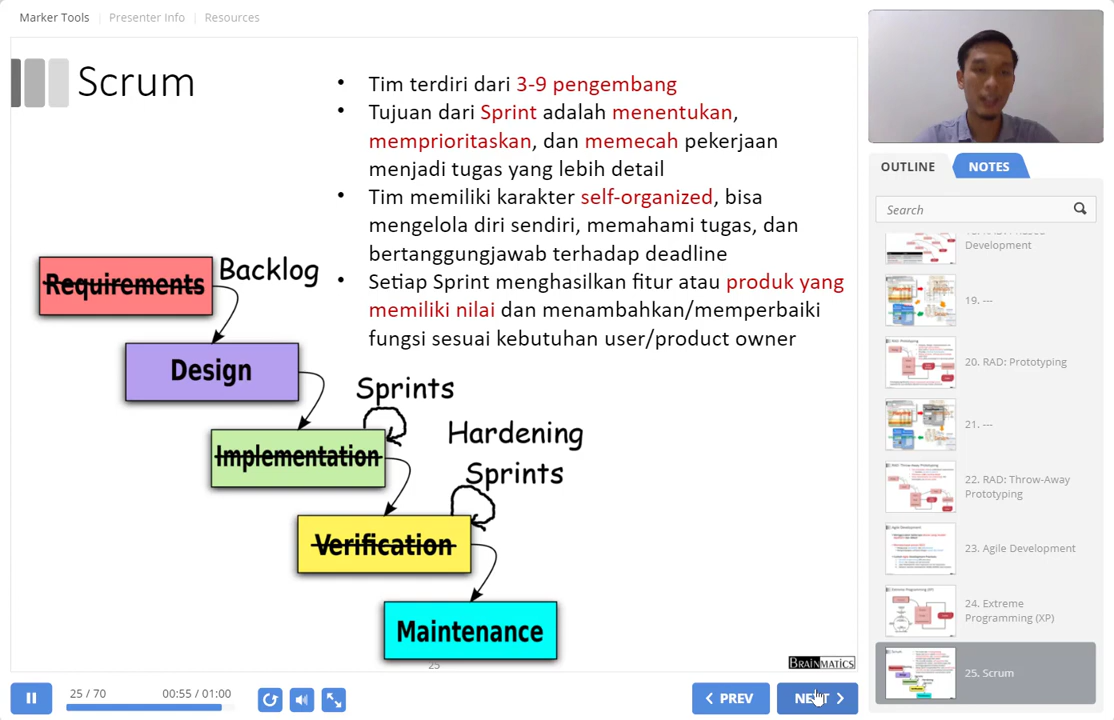 Marker Tools
Presenter Info
Resources
Scrum
• Tim terdiri dari 3-9 pengembang
• Tujuan dari Sprint adalah menentukan,
memprioritaskan, dan memecah pekerjaan
menjadi tugas yang lebih detail
• Tim memiliki karakter self-organized, bisa
mengelola diri sendiri, memahami tugas, dan
bertanggungjawab terhadap deadline
• Setiap Sprint menghasilkan fitur atau produk yang
memiliki nilai dan menambahkan/memperbaiki
fungsi sesuai kebutuhan user/product owner
Requirements
Backlog
Design
Sprints
Implementation
Hardening
Sprints
Verification
Maintenance
25
BRAINMATICS
25 / 70
00:55 / 01:00
PREV
NEXT
OUTLINE
NOTES
Search
Development
19. ---
20. RAD: Prototyping
21. ---
22. RAD: Throw-Away
Prototyping
23. Agile Development
24. Extreme
Programming (XP)
25. Scrum